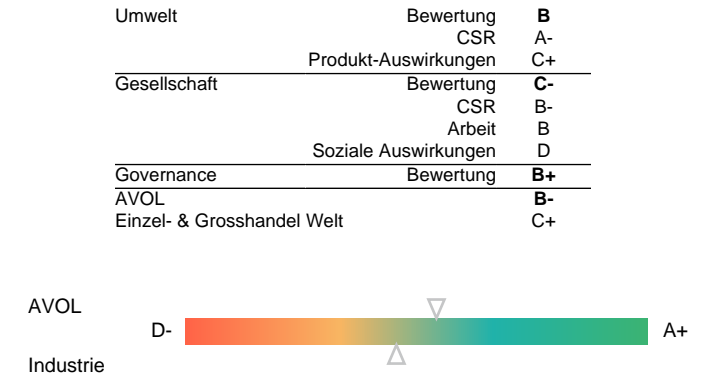 Umwelt Bewertung B
CSR A-
Produkt-Auswirkungen C+
Gesellschaft Bewertung C-
CSR B-
Arbeit B
Soziale Auswirkungen D
Governance Bewertung B+
AVOL B-
Einzel- & Grosshandel Welt C+
AVOL
D- A+
Industrie